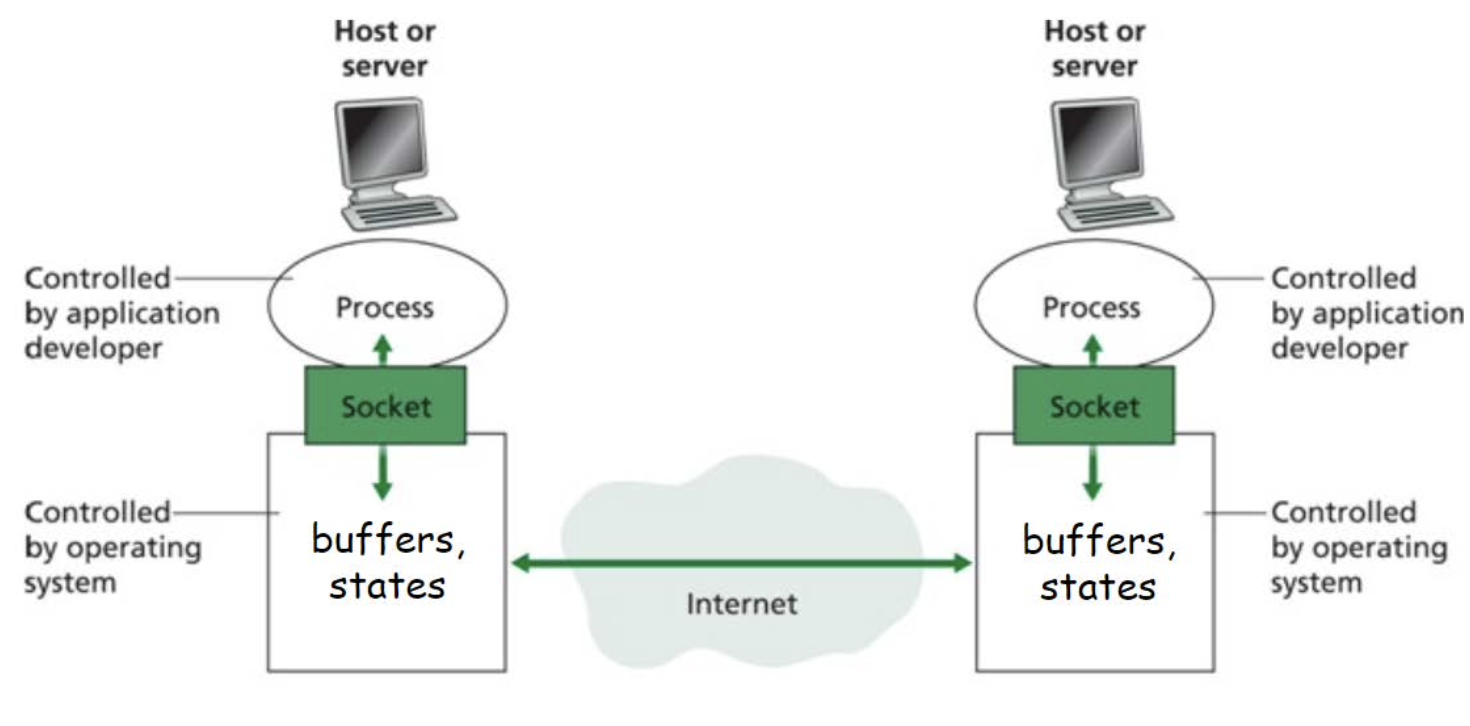 Host or
server
Host or
server
Controlled
by application
developer
Process
Process
Controlled
by application
developer
Socket
Socket
Controlled
by operating
system
buffers,
states
Internet
buffers,
states
Controlled
by operating
system